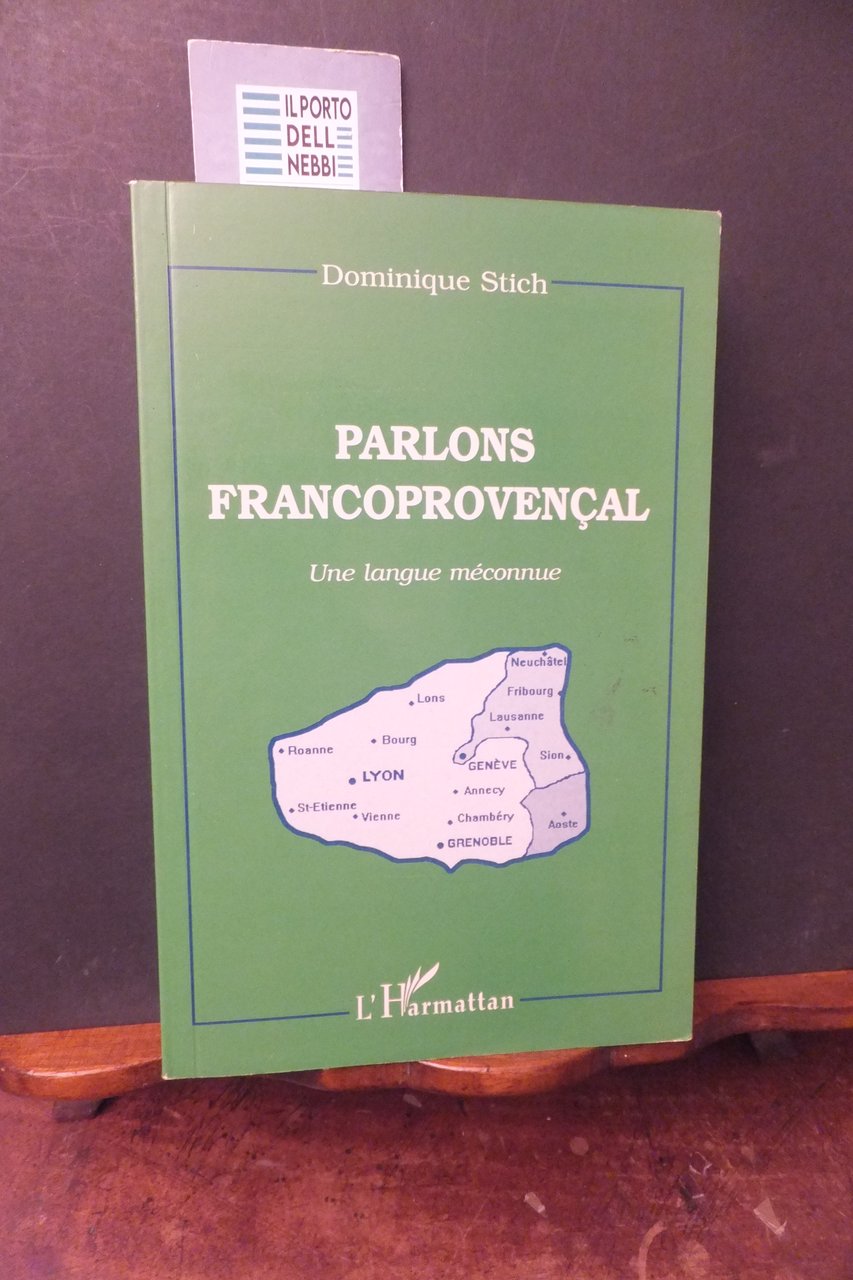 IL PORTO
DELL
NEBBI
Dominique Stich
PARLONS
FRANCOPROVENÇAL
Une langue méconnue
Neuchâtel
Lons
Fribourg
Lausanne
Bourg
Roanne
Sion
GENÈVE
LYON
Annecy
St-Etienne
Vienne
Chambéry
Aoste
GRENOBLE
L'Harmattan